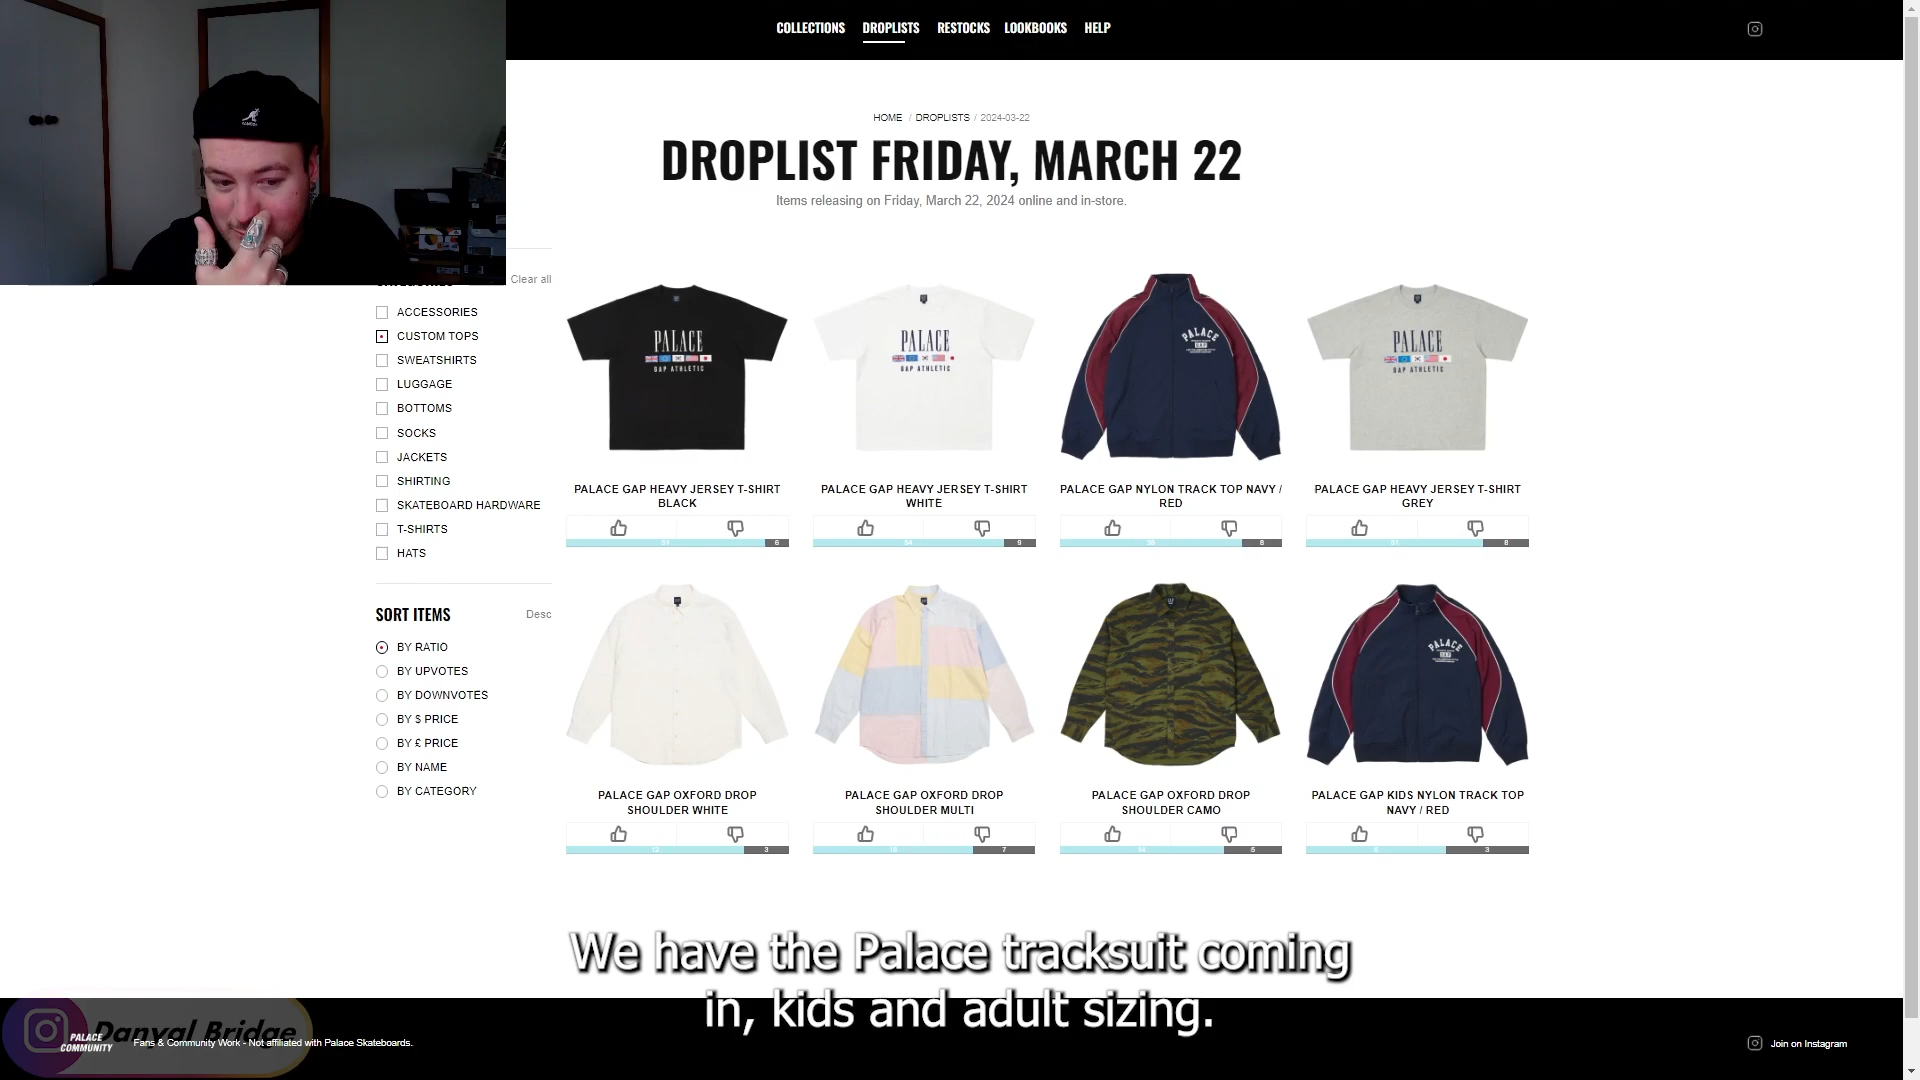 COLLECTIONS DROPLISTS RESTOCKS LOOKBOOKS HELP
HOME / DROPLISTS / 2024-03-22
DROPLIST FRIDAY, MARCH 22
Items releasing on Friday, March 22, 2024 online and in-store.
Clear all
ACCESSORIES
CUSTOM TOPS
SWEATSHIRTS
LUGGAGE
BOTTOMS
SOCKS
JACKETS
SHIRTING
SKATEBOARD HARDWARE
T-SHIRTS
HATS
SORT ITEMS Desc
BY RATIO
BY UPVOTES
BY DOWNVOTES
BY $ PRICE
BY £ PRICE
BY NAME
BY CATEGORY
PALACE
GAP ATHLETIC
PALACE
GAP ATHLETIC
PALACE
GAP
PALACE
GAP ATHLETIC
PALACE GAP HEAVY JERSEY T-SHIRT
BLACK
51 6
PALACE GAP HEAVY JERSEY T-SHIRT
WHITE
54 9
PALACE GAP NYLON TRACK TOP NAVY /
RED
8
PALACE GAP HEAVY JERSEY T-SHIRT
GREY
8
PALACE
GAP
PALACE GAP OXFORD DROP
SHOULDER WHITE
12 3
PALACE GAP OXFORD DROP
SHOULDER MULTI
7
PALACE GAP OXFORD DROP
SHOULDER CAMO
14 5
PALACE GAP KIDS NYLON TRACK TOP
NAVY / RED
3
We have the Palace tracksuit coming
in, kids and adult sizing.
Danyal Bridge
PALACE
COMMUNITY
Fans & Community Work - Not affiliated with Palace Skateboards.
Join on Instagram